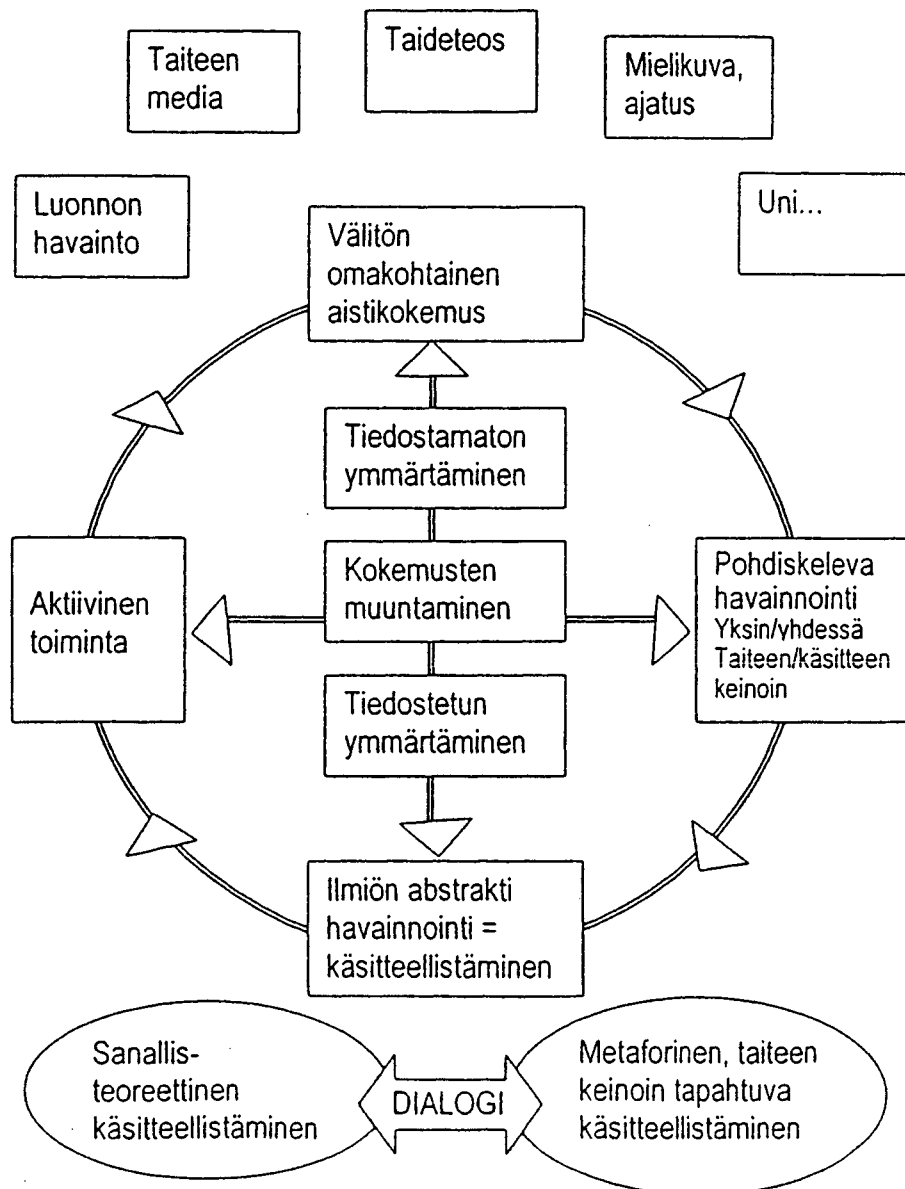 Taiteen
media
Taideteos
Mielikuva,
ajatus
Luonnon
havainto
Uni...
Välitön
omakohtainen
aistikokemus
Tiedostamaton
ymmärtäminen
Aktiivinen
toiminta
Kokemusten
muuntaminen
Pohdiskeleva
havainnointi
Yksin/yhdessä
Taiteen/käsitteen
keinoin
Tiedostetun
ymmärtäminen
Ilmiön abstrakti
havainnointi =
käsitteellistäminen
Sanallis-
teoreettinen
käsitteellistäminen
DIALOGI
Metaforinen, taiteen
keinoin tapahtuva
käsitteellistäminen